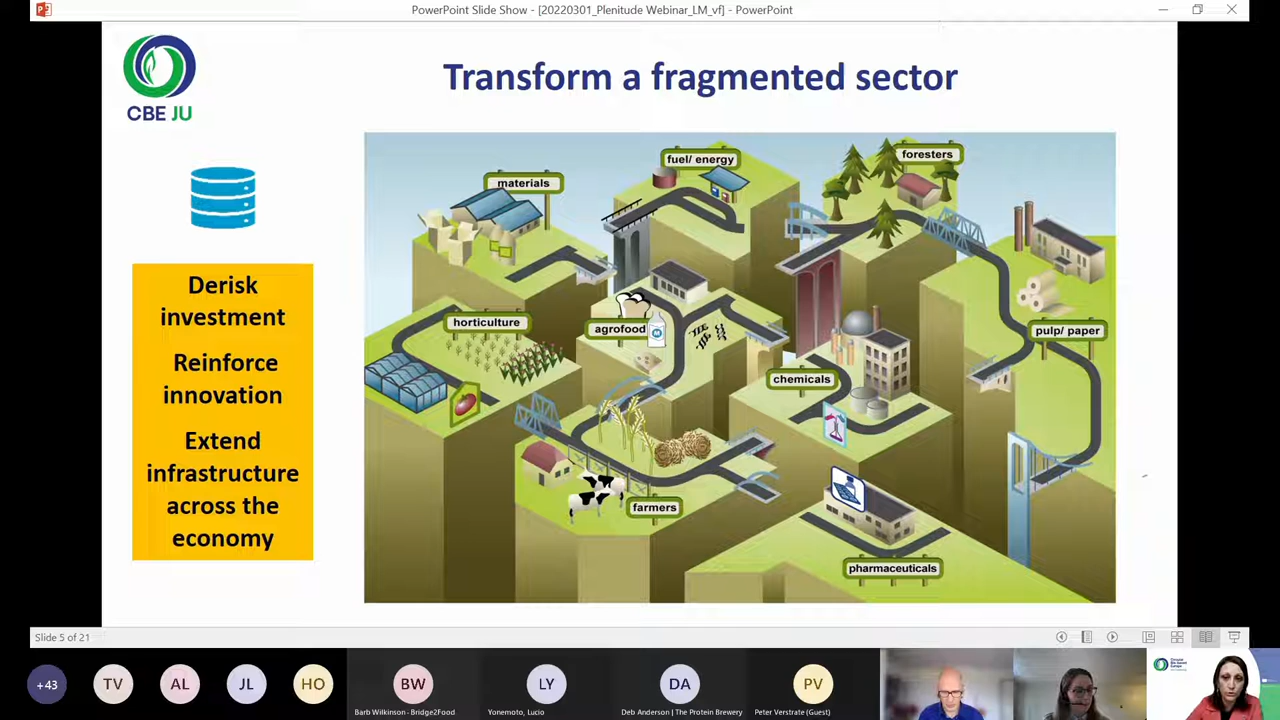 PowerPoint Slide Show - [20220301_Plenitude Webinar_LM_vf] - PowerPoint
CBE JU
Transform a fragmented sector
Derisk
investment
Reinforce
innovation
Extend
infrastructure
across the
economy
fuel/ energy
foresters
materials
horticulture
agrofood
pulp/ paper
chemicals
farmers
pharmaceuticals
Slide 5 of 21
+43
TV
AL
JL
HO
BW
LY
DA
PV
Barb Wilkinson - Bridge2Food
Yonemoto, Lucio
Deb Anderson | The Protein Brewery
Peter Verstrate (Guest)